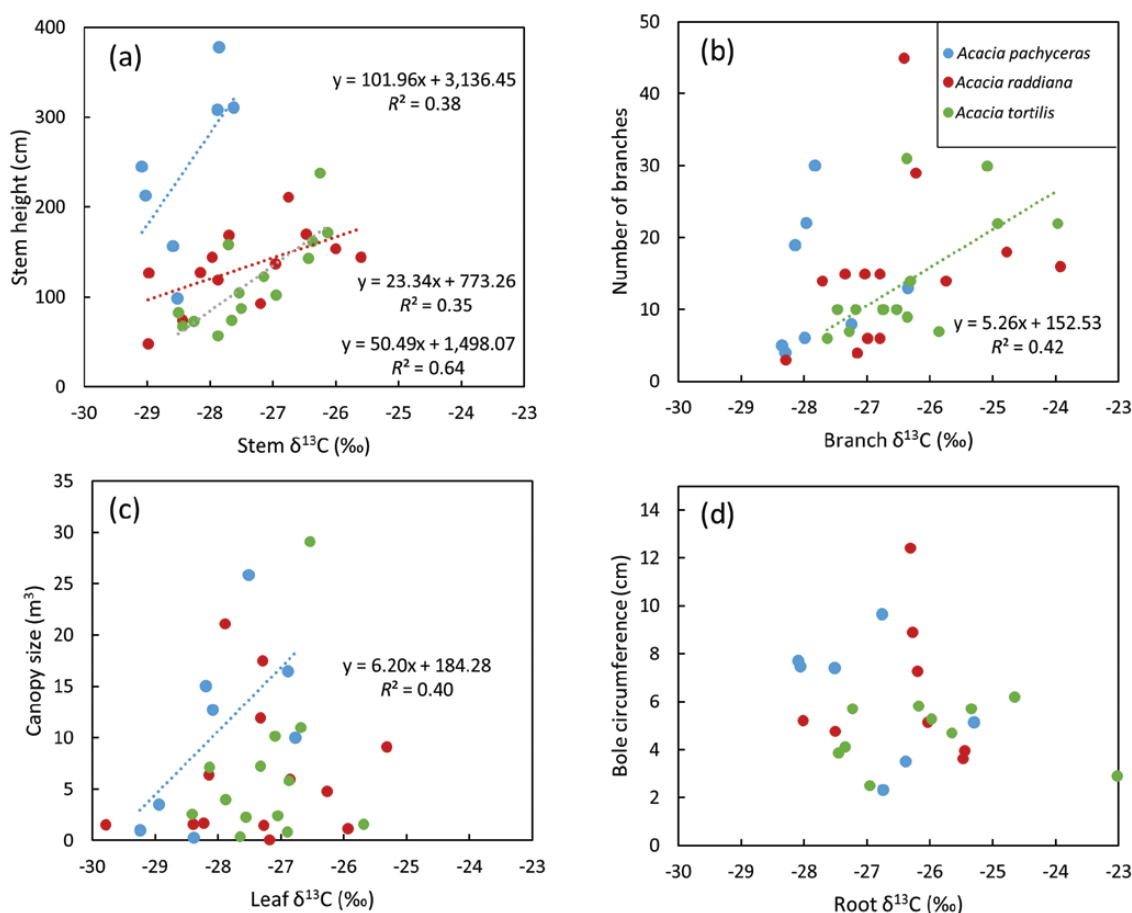 (a)
400
300
200
100
0
Stem height (cm)
y = 101.96x + 3,136.45
R² = 0.38
y = 23.34x + 773.26
R² = 0.35
y = 50.49x + 1,498.07
R² = 0.64
-30 -29 -28 -27 -26 -25 -24 -23
Stem δ¹³C (‰)
(b)
50
40
30
20
10
0
Number of branches
Acacia pachyceras
Acacia raddiana
Acacia tortilis
y = 5.26x + 152.53
R² = 0.42
-30 -29 -28 -27 -26 -25 -24 -23
Branch δ¹³C (‰)
(c)
35
30
25
20
15
10
5
0
Canopy size (m³)
y = 6.20x + 184.28
R² = 0.40
-30 -29 -28 -27 -26 -25 -24 -23
Leaf δ¹³C (‰)
(d)
14
12
10
8
6
4
2
0
Bole circumference (cm)
-30 -29 -28 -27 -26 -25 -24 -23
Root δ¹³C (‰)